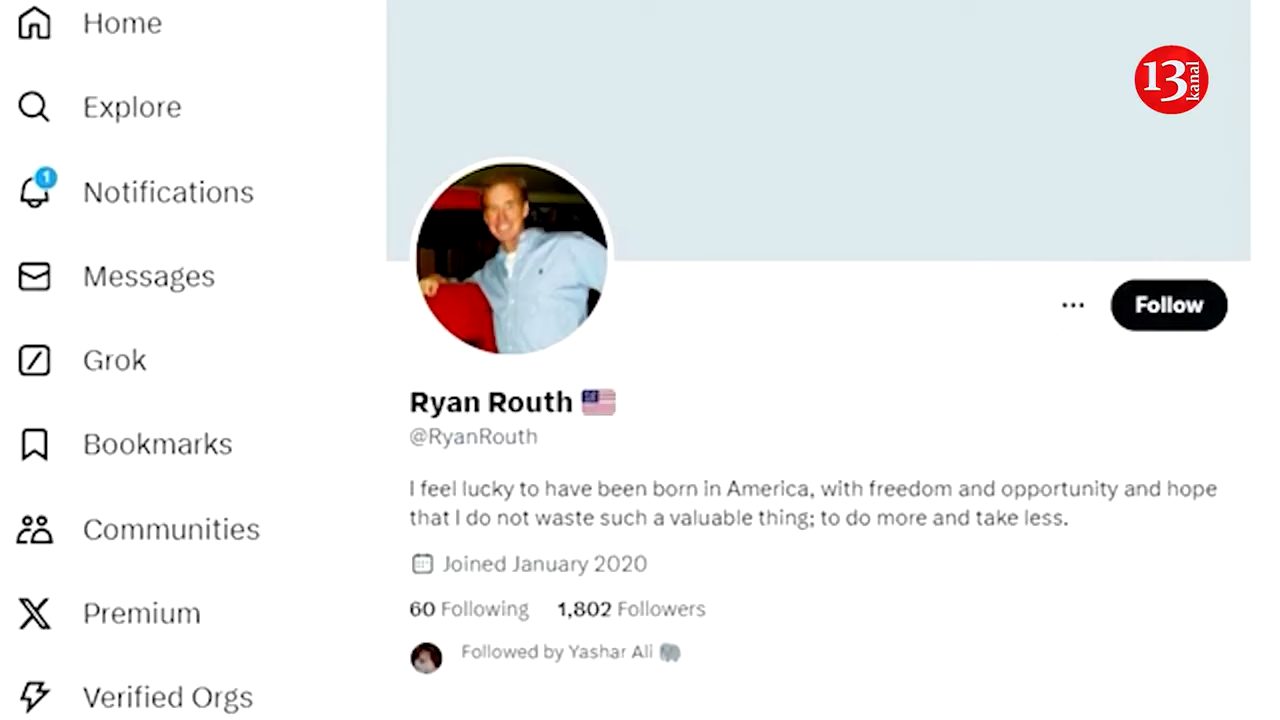 Home
Explore
1
Notifications
Messages
Grok
Bookmarks
Communities
Premium
Verified Orgs
13 kanal
Follow
Ryan Routh
@RyanRouth
I feel lucky to have been born in America, with freedom and opportunity and hope
that I do not waste such a valuable thing; to do more and take less.
Joined January 2020
60 Following 1,802 Followers
Followed by Yashar Ali